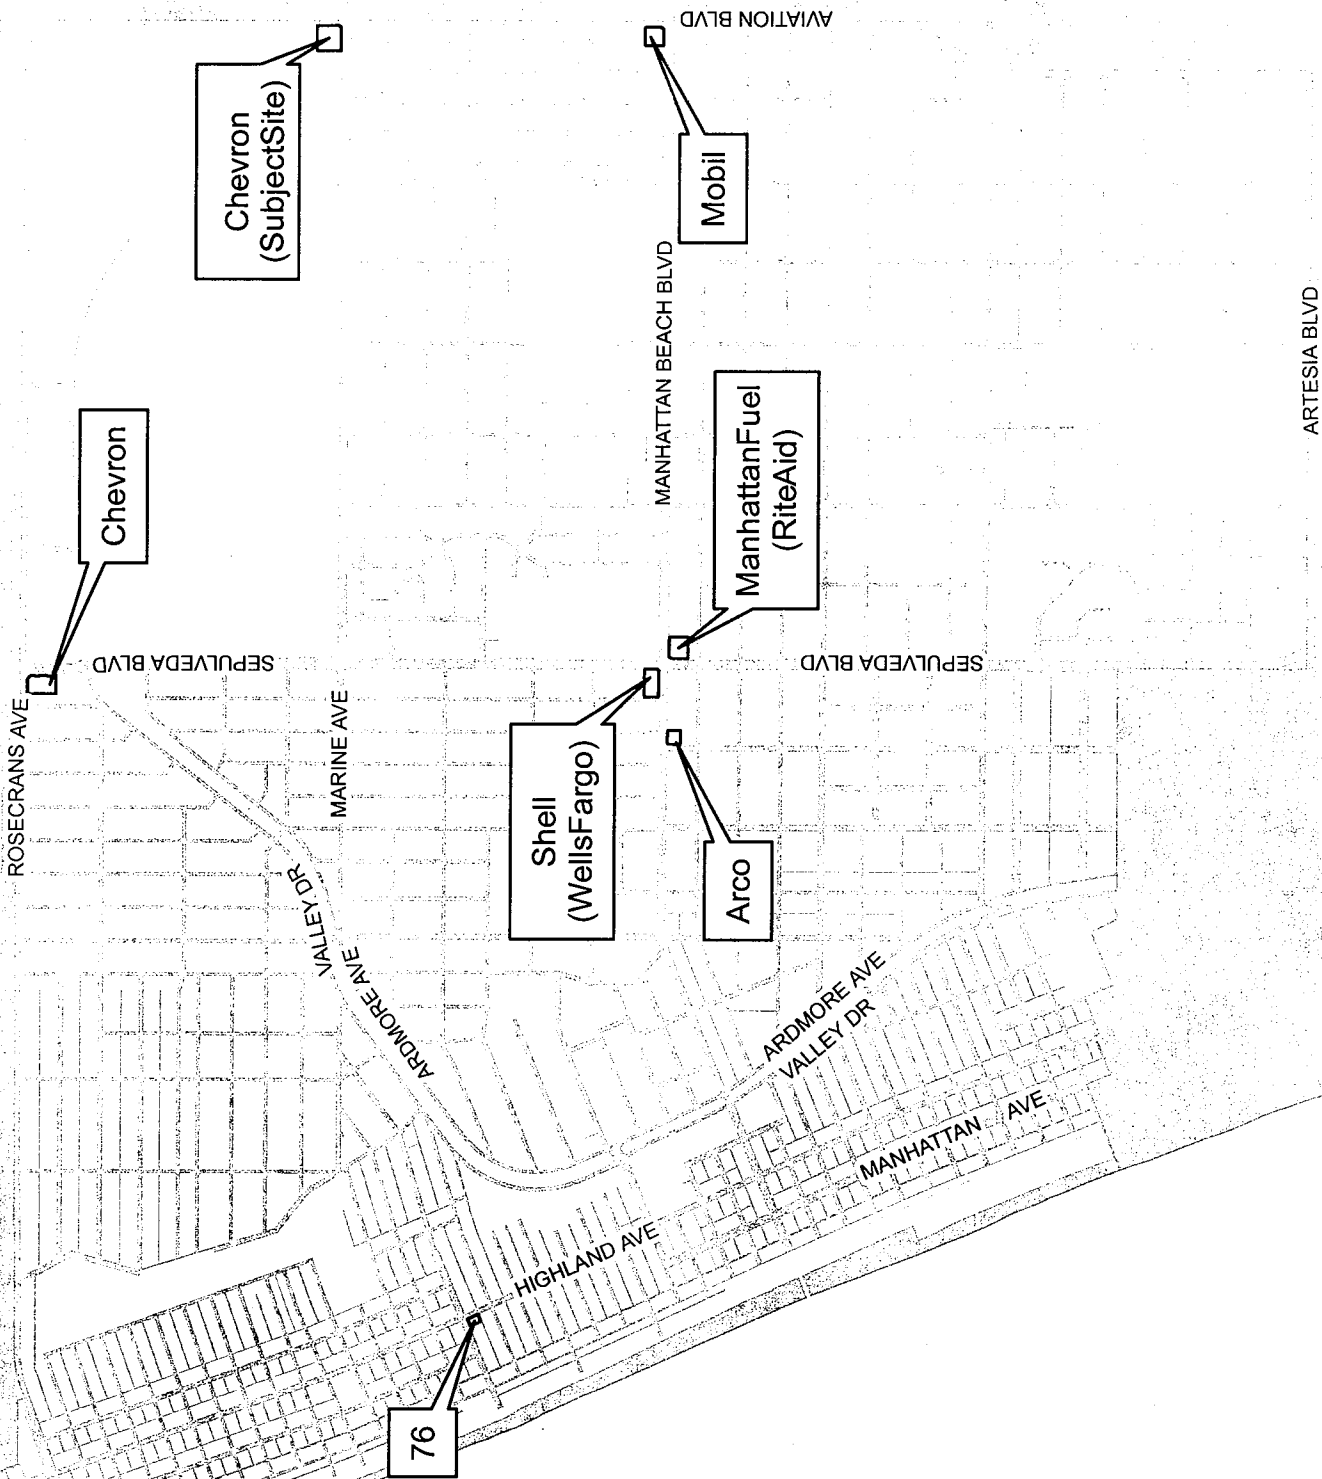 AVIATION BLVD
Chevron
(SubjectSite)
Mobil
MANHATTAN BEACH BLVD
ARTESIA BLVD
Chevron
ManhattanFuel
(RiteAid)
SEPULVEDA BLVD
SEPULVEDA BLVD
ROSECRANS AVE
MARINE AVE
Shell
(WellsFargo)
Arco
VALLEY DR
ARDMORE AVE
ARDMORE AVE
VALLEY DR
MANHATTAN AVE
HIGHLAND AVE
76